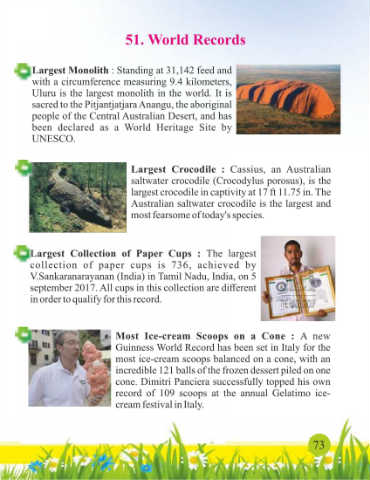 51. World Records
Largest Monolith : Standing at 31,142 feed and
with a circumference measuring 9.4 kilometers,
Uluru is the largest monolith in the world. It is
sacred to the Pitjantjatjara Anangu, the aboriginal
people of the Central Australian Desert, and has
been declared as a World Heritage Site by
UNESCO.
Largest Crocodile : Cassius, an Australian
saltwater crocodile (Crocodylus porosus), is the
largest crocodile in captivity at 17 ft 11.75 in. The
Australian saltwater crocodile is the largest and
most fearsome of today's species.
Largest Collection of Paper Cups : The largest
collection of paper cups is 736, achieved by
V.Sankaranarayanan (India) in Tamil Nadu, India, on 5
september 2017. All cups in this collection are different
in order to qualify for this record.
Most Ice-cream Scoops on a Cone : A new
Guinness World Record has been set in Italy for the
most ice-cream scoops balanced on a cone, with an
incredible 121 balls of the frozen dessert piled on one
cone. Dimitri Panciera successfully topped his own
record of 109 scoops at the annual Gelatimo ice-
cream festival in Italy.
73